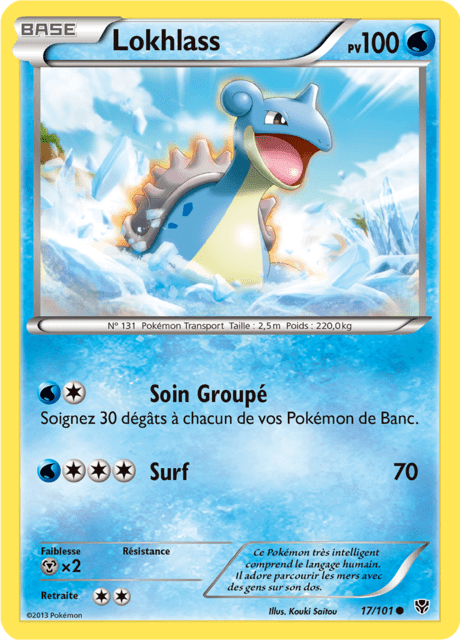 BASE Lokhlass PV100
N° 131 Pokémon Transport Taille : 2,5 m Poids : 220,0kg
Soin Groupé
Soignez 30 dégâts à chacun de vos Pokémon de Banc.
Surf 70
Faiblesse Résistance
×2
Retraite
Ce Pokémon très intelligent
comprend le langage humain.
Il adore parcourir les mers avec
des gens sur son dos.
©2013 Pokémon Illus. Kouki Saitou 17/101